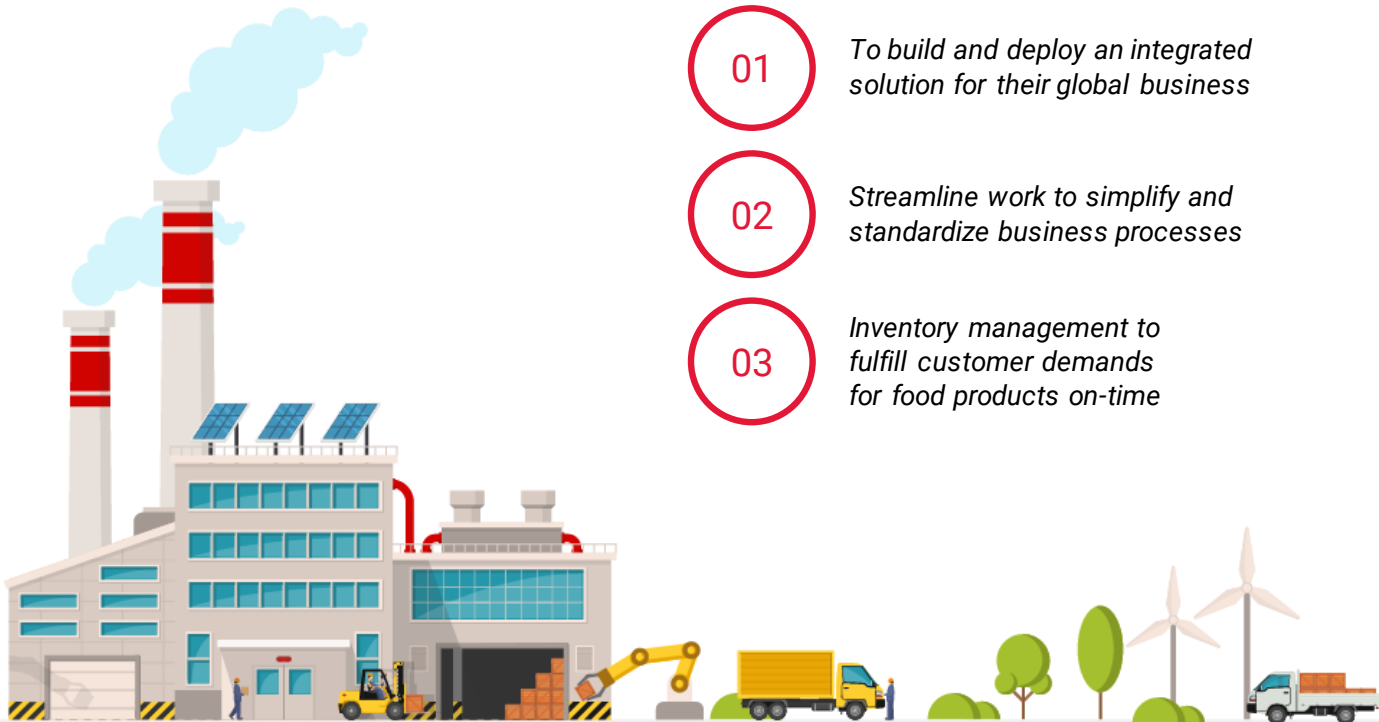 01
To build and deploy an integrated
solution for their global business
02
Streamline work to simplify and
standardize business processes
03
Inventory management to
fulfill customer demands
for food products on-time